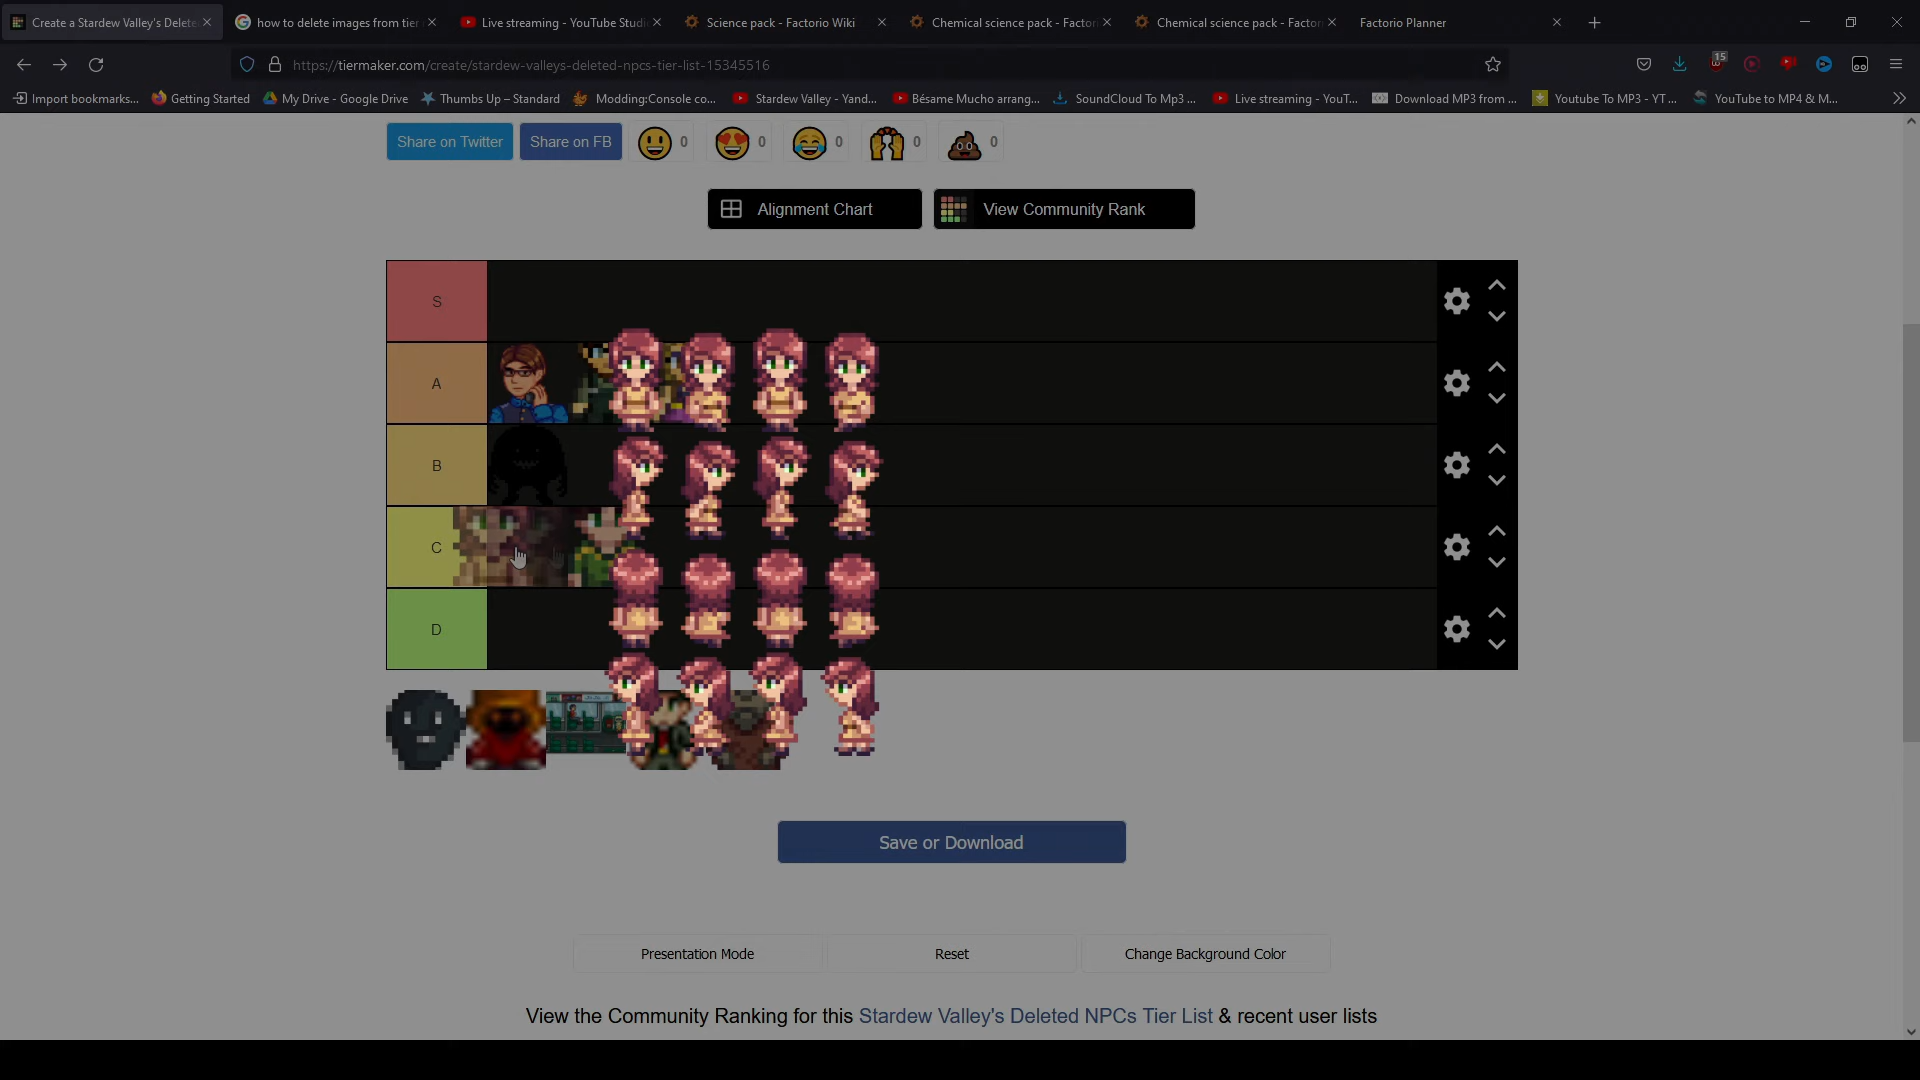 Create a Stardew Valley's Delete
how to delete images from tier
Live streaming - YouTube Studi
Science pack - Factorio Wiki
Chemical science pack - Factori
Chemical science pack - Factori
Factorio Planner
https://tiermaker.com/create/stardew-valleys-deleted-npcs-tier-list-15345516
15
Import bookmarks...
Getting Started
My Drive - Google Drive
Thumbs Up – Standard
Modding:Console co...
Stardew Valley - Yand...
Bésame Mucho arrang...
SoundCloud To Mp3 ...
Live streaming - YouT...
Download MP3 from ...
Youtube To MP3 - YT ...
YouTube to MP4 & M...
Share on Twitter
Share on FB
0
0
0
0
0
Alignment Chart
View Community Rank
S
A
B
C
D
Save or Download
Presentation Mode
Reset
Change Background Color
View the Community Ranking for this Stardew Valley's Deleted NPCs Tier List & recent user lists